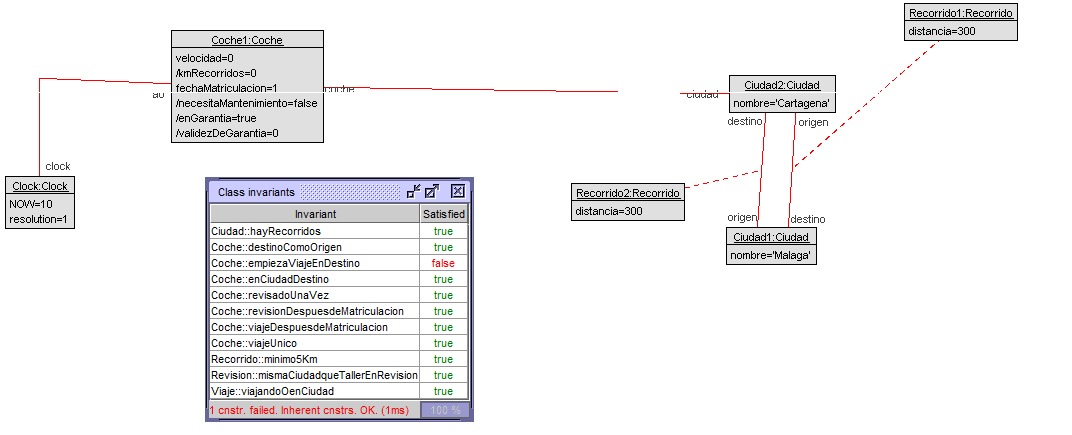 Recorrido1:Recorrido
distancia=300
Coche1:Coche
velocidad=0
/kmRecorridos=0
fechaMatriculacion=1
/necesitaMantenimiento=false
/enGarantia=true
/validezDeGarantia=0
ao
coche
ciudad
Ciudad2:Ciudad
nombre='Cartagena'
destino
origen
clock
Clock:Clock
NOW=10
resolution=1
Recorrido2:Recorrido
distancia=300
origen
destino
Ciudad1:Ciudad
nombre='Malaga'
Class invariants
Invariant Satisfied
Ciudad::hayRecorridos true
Coche::destinoComoOrigen true
Coche::empiezaViajeEnDestino false
Coche::enCiudadDestino true
Coche::revisadoUnaVez true
Coche::revisionDespuesdeMatriculacion true
Coche::viajeDespuesdeMatriculacion true
Coche::viajeUnico true
Recorrido::minimo5Km true
Revision::mismaCiudadqueTallerEnRevision true
Viaje::viajandoOenCiudad true
1 cnstr. failed. Inherent cnstrs. OK. (1ms) 100 %